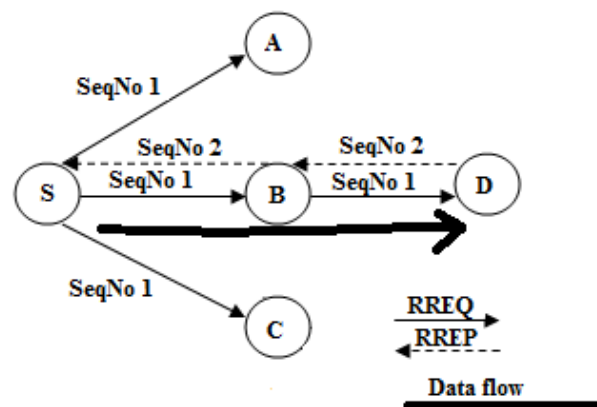 A
SeqNo 1
SeqNo 2
SeqNo 2
S
SeqNo 1
B
SeqNo 1
D
SeqNo 1
C
RREQ
RREP
Data flow